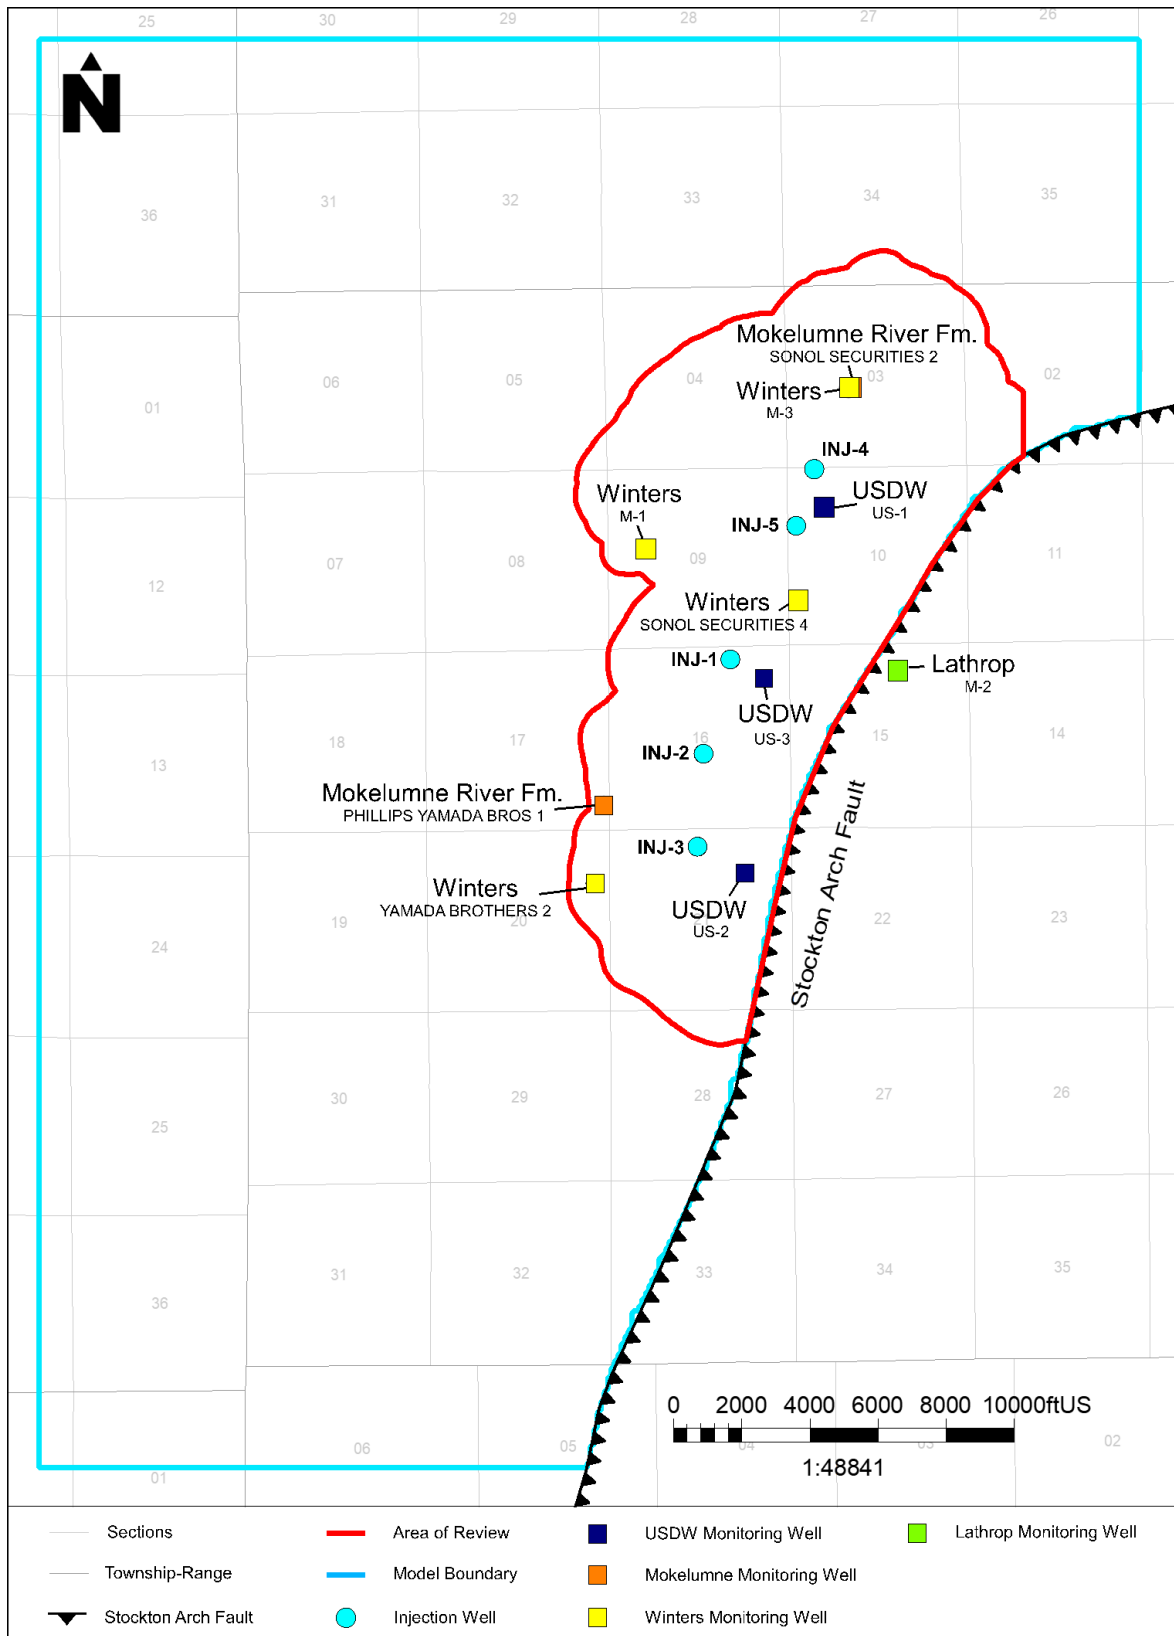 25
30
29
28
27
26
N
36
31
32
33
34
35
Mokelumne River Fm.
SONOL SECURITIES 2
01
06
05
04
03
02
Winters
M-3
INJ-4
Winters
M-1
USDW
US-1
INJ-5
12
07
08
09
10
11
Winters
SONOL SECURITIES 4
INJ-1
Lathrop
M-2
USDW
US-3
13
18
17
16
15
14
INJ-2
Mokelumne River Fm.
PHILLIPS YAMADA BROS 1
INJ-3
Stockton Arch Fault
Winters
YAMADA BROTHERS 2
USDW
US-2
24
19
20
21
22
23
25
30
29
28
27
26
36
31
32
33
34
35
0 2000 4000 6000 8000 10000ftUS
1:48841
01
06
05
04
03
02
Sections
Area of Review
USDW Monitoring Well
Lathrop Monitoring Well
Township-Range
Model Boundary
Mokelumne Monitoring Well
Stockton Arch Fault
Injection Well
Winters Monitoring Well